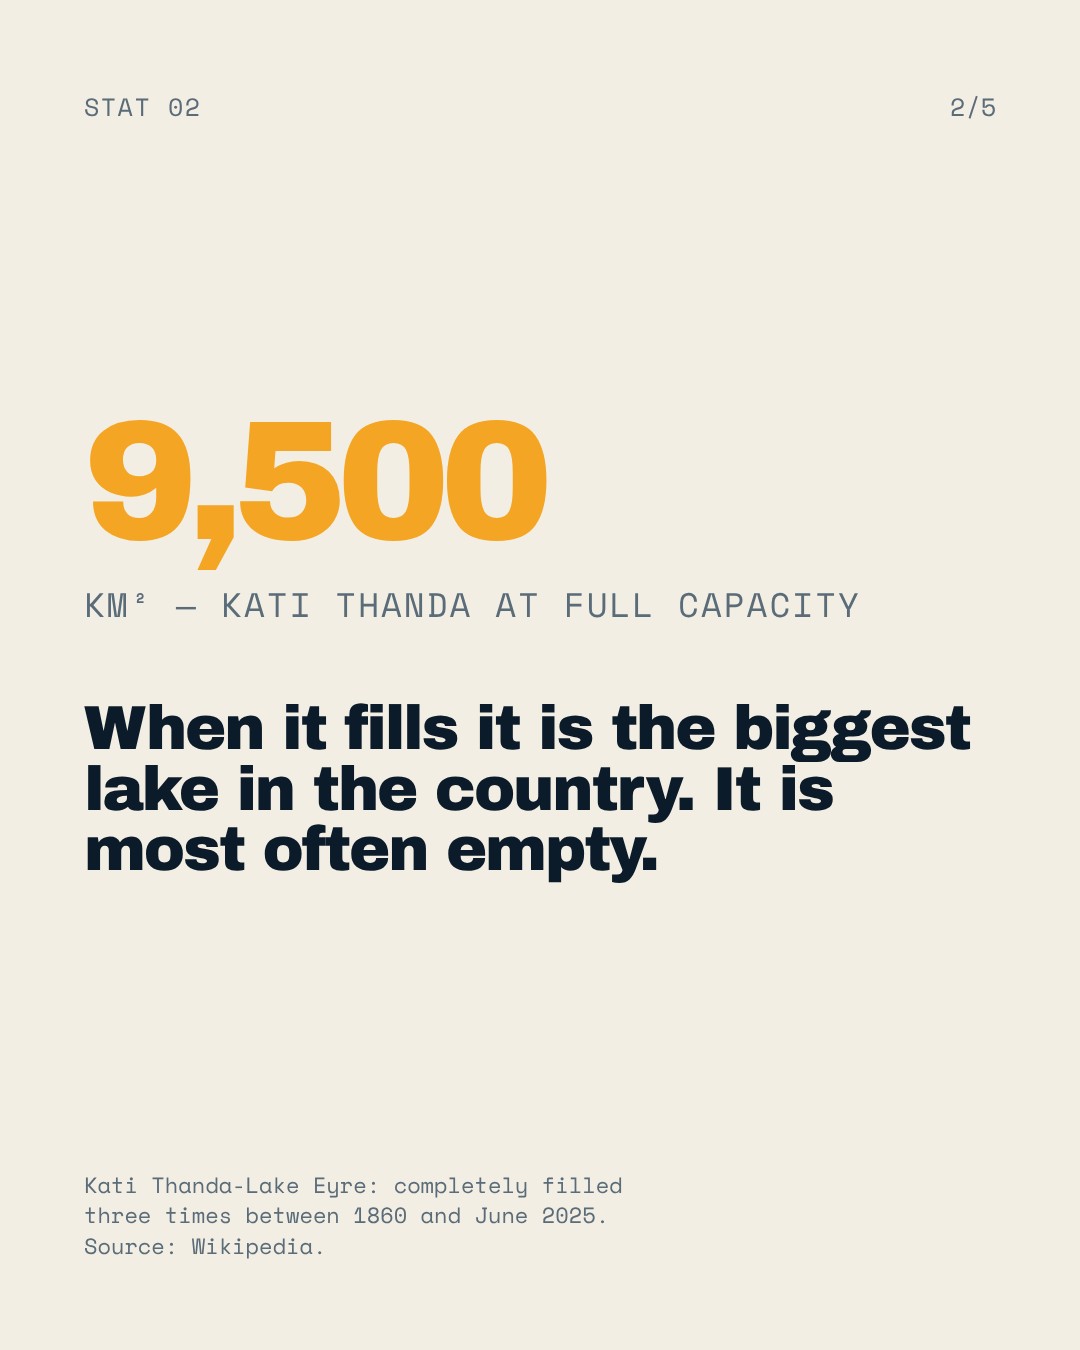 STAT 02
2/5
9,500
KM² — KATI THANDA AT FULL CAPACITY
When it fills it is the biggest
lake in the country. It is
most often empty.
Kati Thanda-Lake Eyre: completely filled
three times between 1860 and June 2025.
Source: Wikipedia.